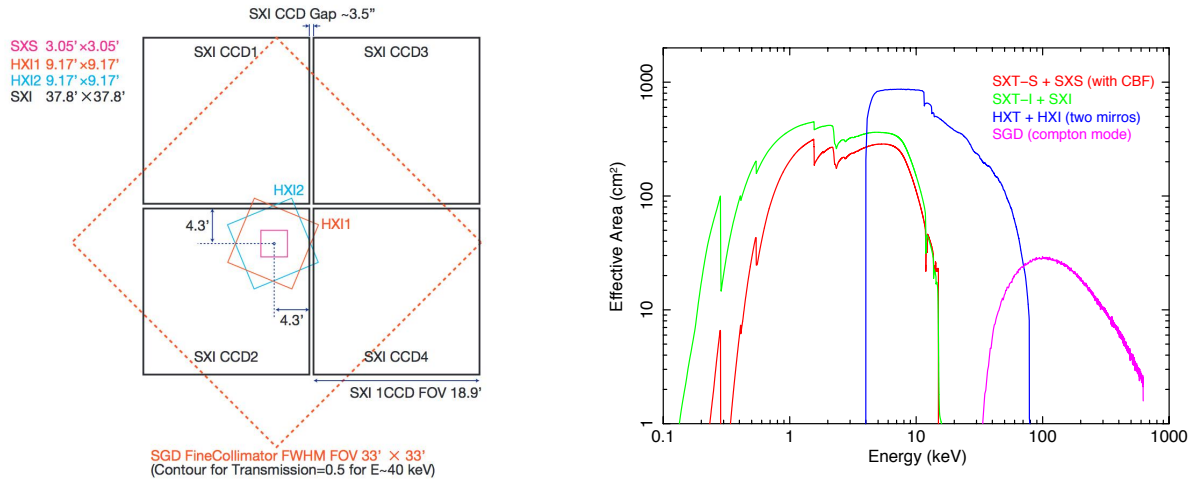 SXI CCD Gap ~3.5”
SXS 3.05’×3.05’
HXI1 9.17’×9.17’
HXI2 9.17’×9.17’
SXI 37.8’×37.8’
SXI CCD1
SXI CCD3
HXI2
HXI1
4.3’
4.3’
SXI CCD2
SXI CCD4
SXI 1CCD FOV 18.9’
SGD FineCollimator FWHM FOV 33’ × 33’
(Contour for Transmission=0.5 for E~40 keV)
SXT−S + SXS (with CBF)
SXT−I + SXI
HXT + HXI (two mirros)
SGD (compton mode)
Effective Area (cm²)
1000
100
10
1
0.1 1 10 100 1000
Energy (keV)